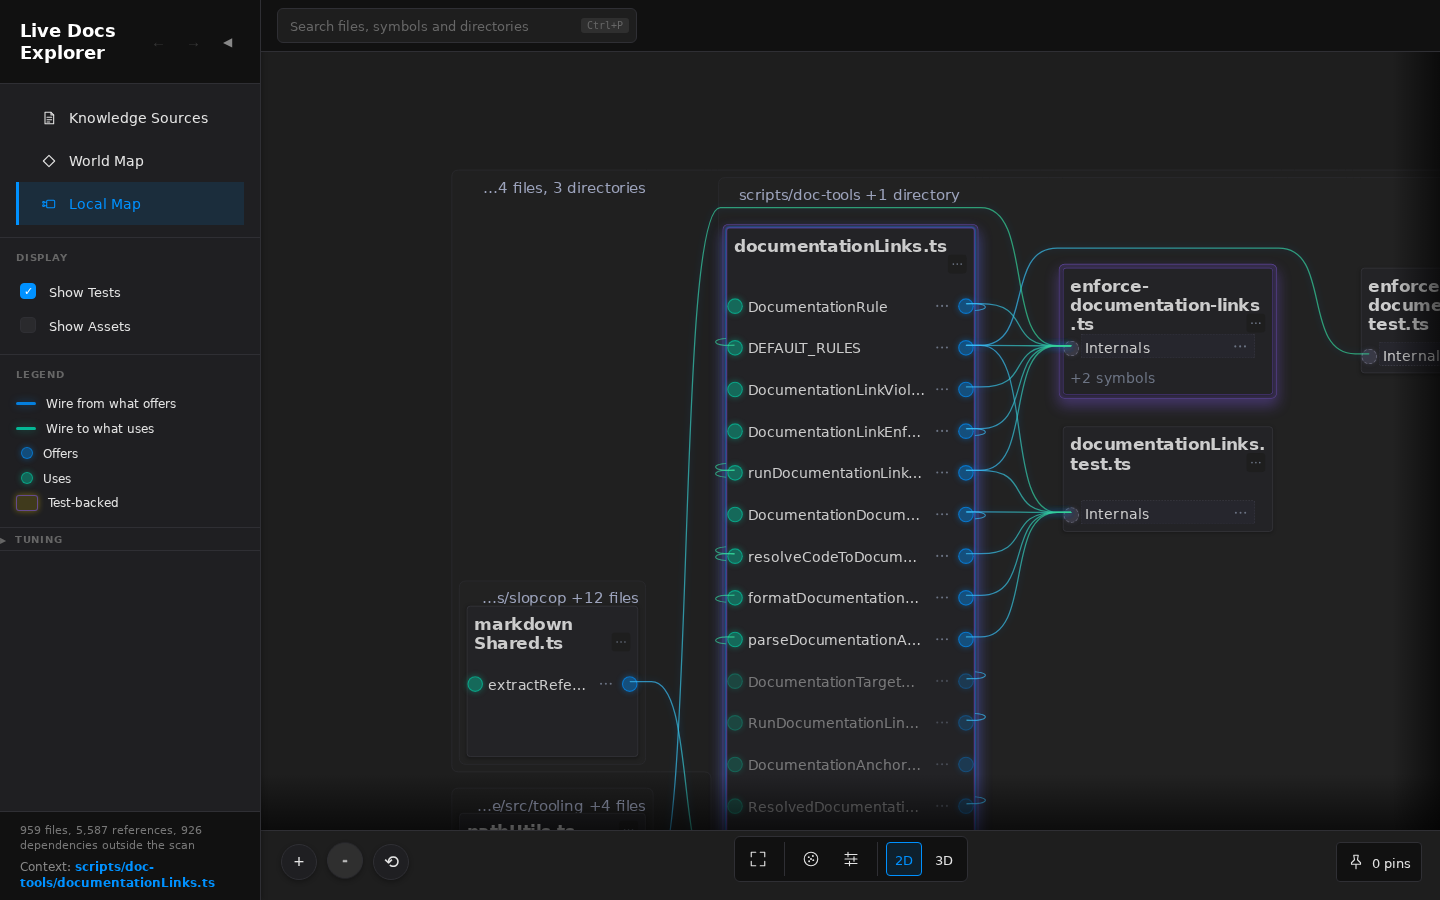 Live Docs
Explorer
Search files, symbols and directories
Ctrl+P
Knowledge Sources
World Map
Local Map
DISPLAY
Show Tests
Show Assets
LEGEND
Wire from what offers
Wire to what uses
Offers
Uses
Test-backed
TUNING
959 files, 5,587 references, 926
dependencies outside the scan
Context: scripts/doc-
tools/documentationLinks.ts
...4 files, 3 directories
scripts/doc-tools +1 directory
documentationLinks.ts
DocumentationRule
DEFAULT_RULES
DocumentationLinkViol...
DocumentationLinkEnf...
runDocumentationLink...
DocumentationDocum...
resolveCodeToDocum...
formatDocumentation...
parseDocumentationA...
DocumentationTarget...
RunDocumentationLin...
DocumentationAnchor...
ResolvedDocumentati...
enforce-
documentation-links
.ts
Internals
+2 symbols
documentationLinks.
test.ts
Internals
enforce
docume
test.ts
Internal
...s/slopcop +12 files
markdown
Shared.ts
extractRefe...
...e/src/tooling +4 files
pathUtils.ts
+
-
2D
3D
0 pins